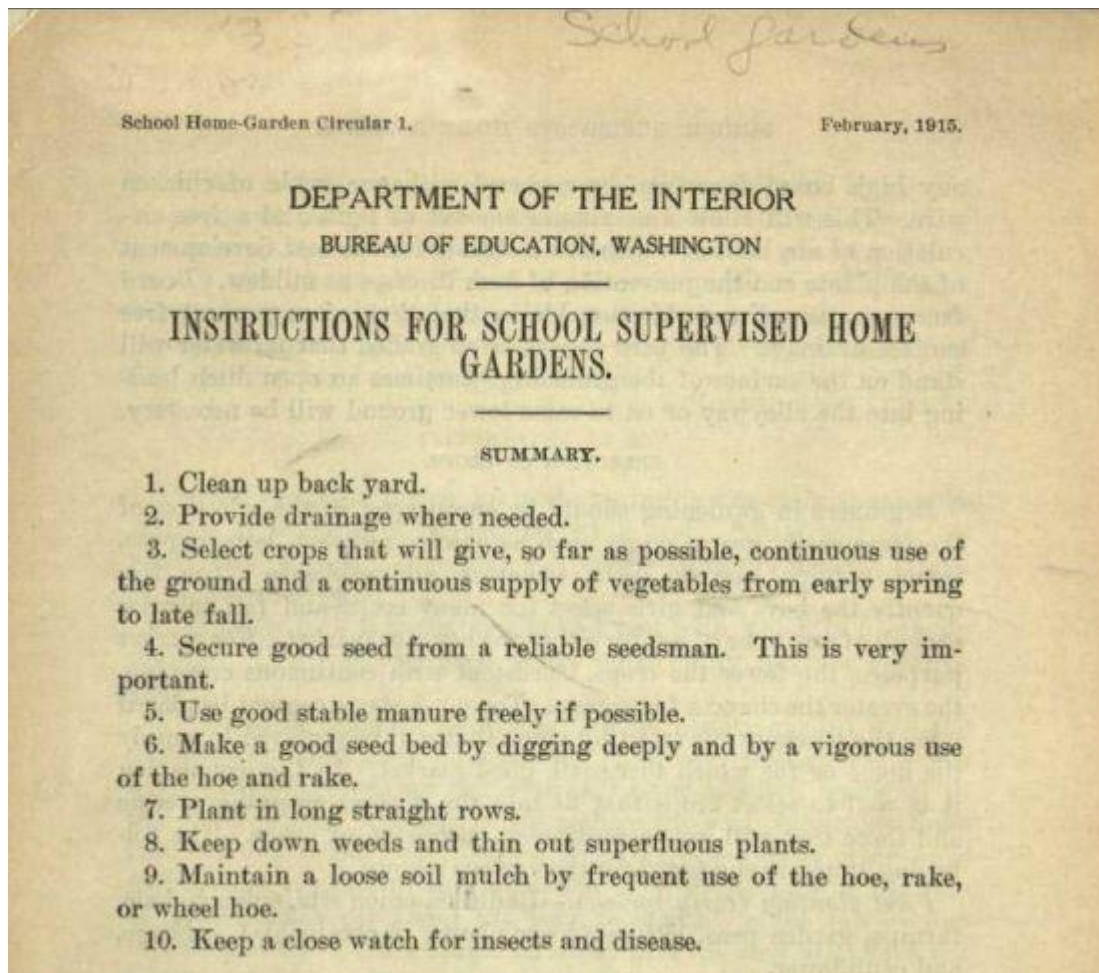 School Gardens
School Home-Garden Circular 1. February, 1915.
DEPARTMENT OF THE INTERIOR
BUREAU OF EDUCATION, WASHINGTON
INSTRUCTIONS FOR SCHOOL SUPERVISED HOME
GARDENS.
SUMMARY.
1. Clean up back yard.
2. Provide drainage where needed.
3. Select crops that will give, so far as possible, continuous use of
the ground and a continuous supply of vegetables from early spring
to late fall.
4. Secure good seed from a reliable seedsman. This is very im-
portant.
5. Use good stable manure freely if possible.
6. Make a good seed bed by digging deeply and by a vigorous use
of the hoe and rake.
7. Plant in long straight rows.
8. Keep down weeds and thin out superfluous plants.
9. Maintain a loose soil mulch by frequent use of the hoe, rake,
or wheel hoe.
10. Keep a close watch for insects and disease.